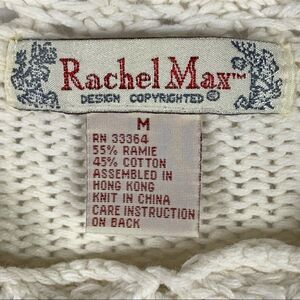 Rachel Max™
DESIGN COPYRIGHTED ©
M
RN 33364
55% RAMIE
45% COTTON
ASSEMBLED IN
HONG KONG
KNIT IN CHINA
CARE INSTRUCTION
ON BACK